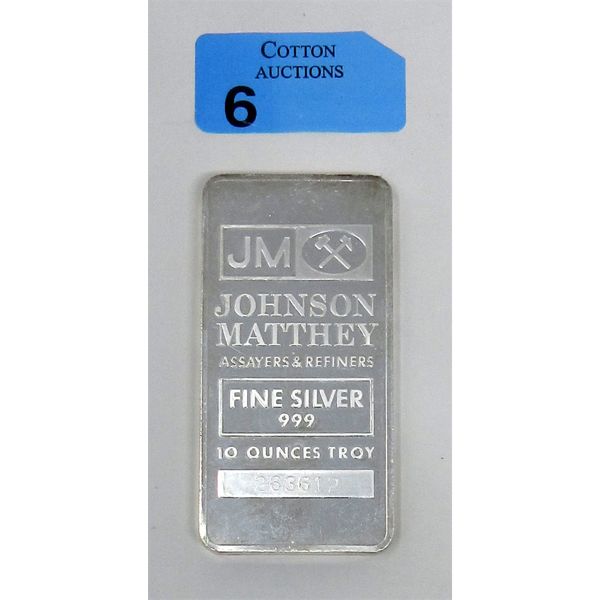 COTTON
AUCTIONS
6
JM
JOHNSON
MATTHEY
ASSAYERS & REFINERS
FINE SILVER
999
10 OUNCES TROY